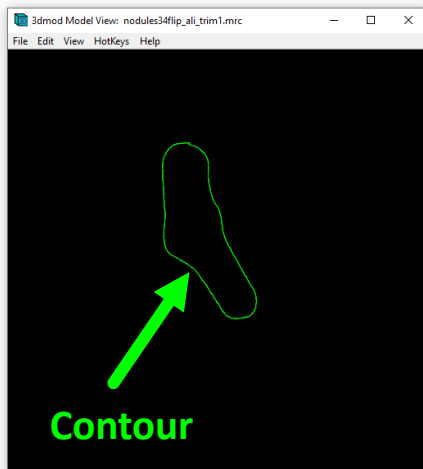 3dmod Model View: nodules34flip_ali_trim1.mrc
File Edit View HotKeys Help
Contour